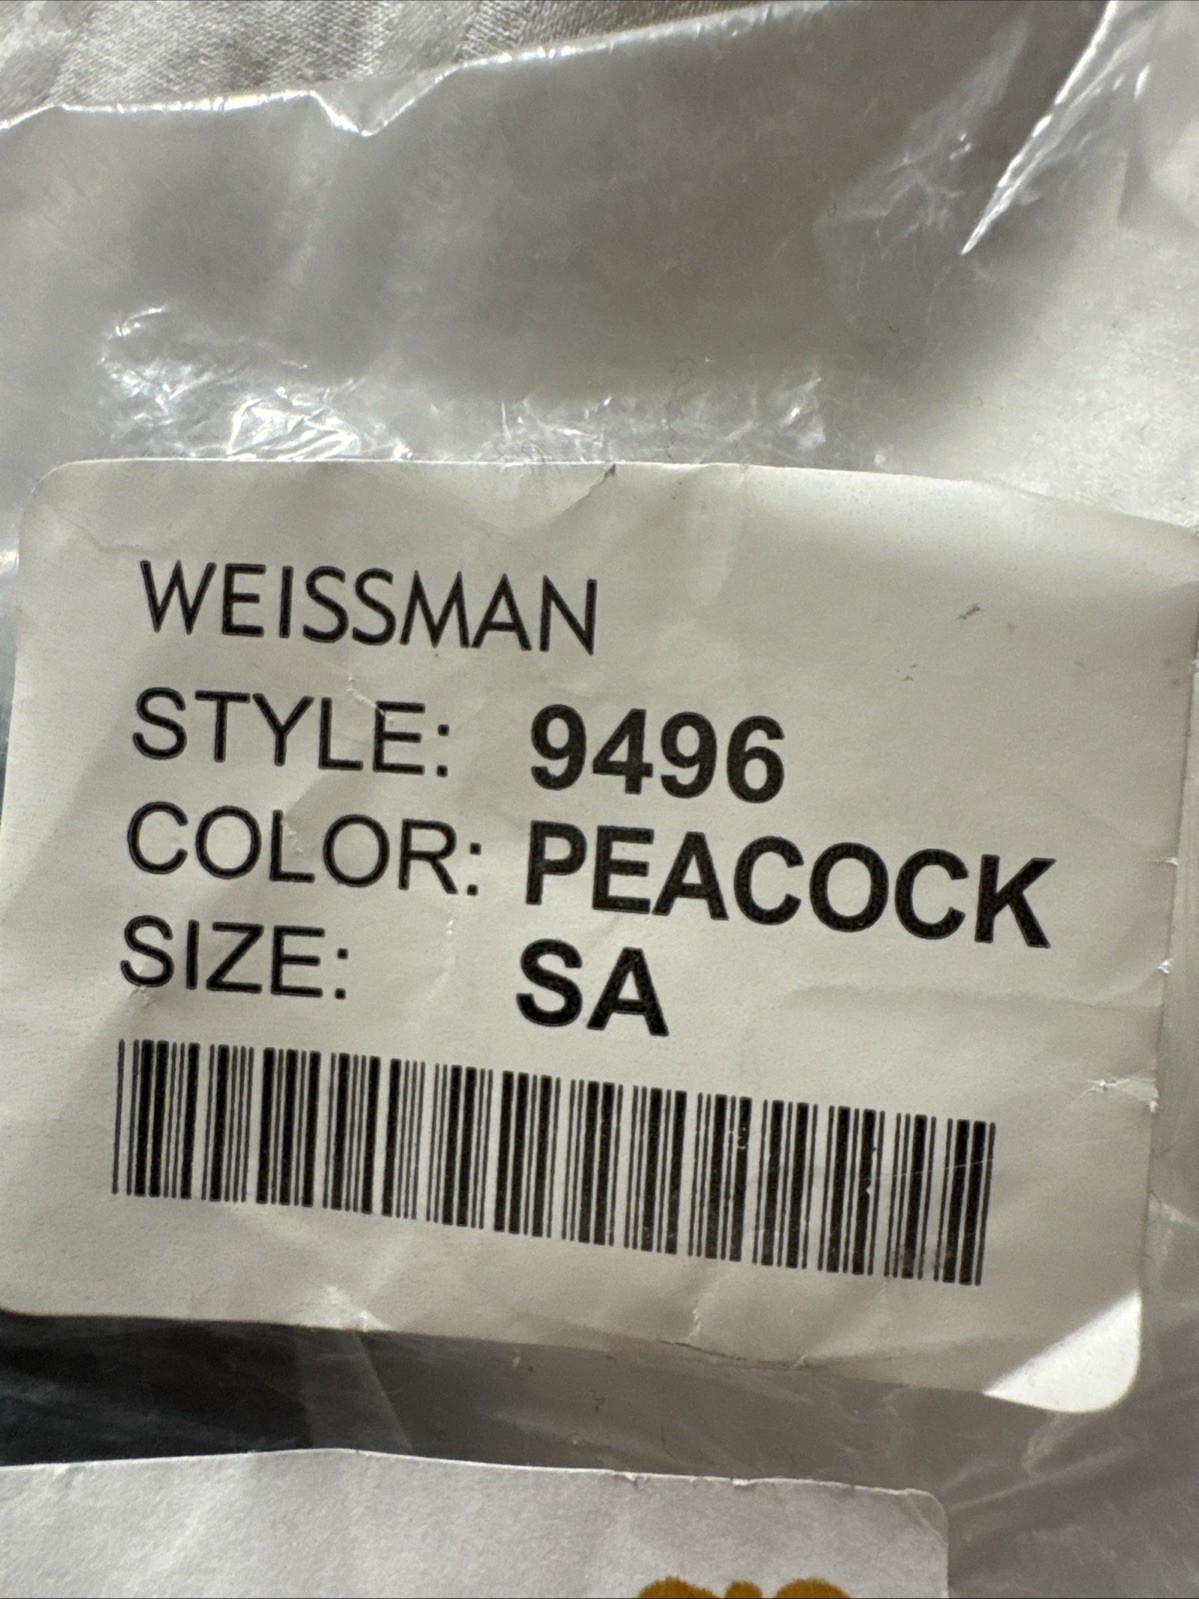 WEISSMAN
STYLE: 9496
COLOR: PEACOCK
SIZE: SA